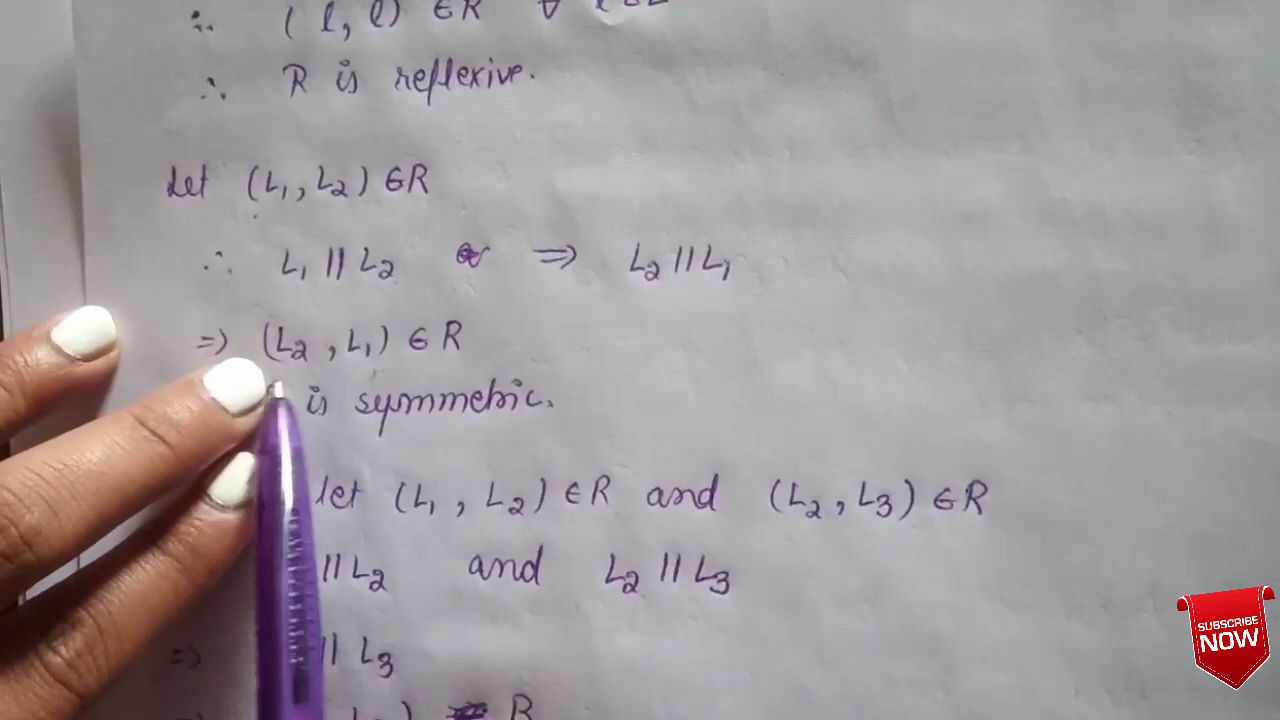 ∴ (l, l) ∈R ∀
∴ R is reflexive.
Let (L₁, L₂) ∈R
∴ L₁ || L₂ ⇒ L₂ || L₁
⇒ (L₂, L₁) ∈ R
is symmetric.
let (L₁, L₂) ∈R and (L₂, L₃) ∈R
|| L₂ and L₂ || L₃
⇒ || L₃
⇒ ) R
SUBSCRIBE
NOW